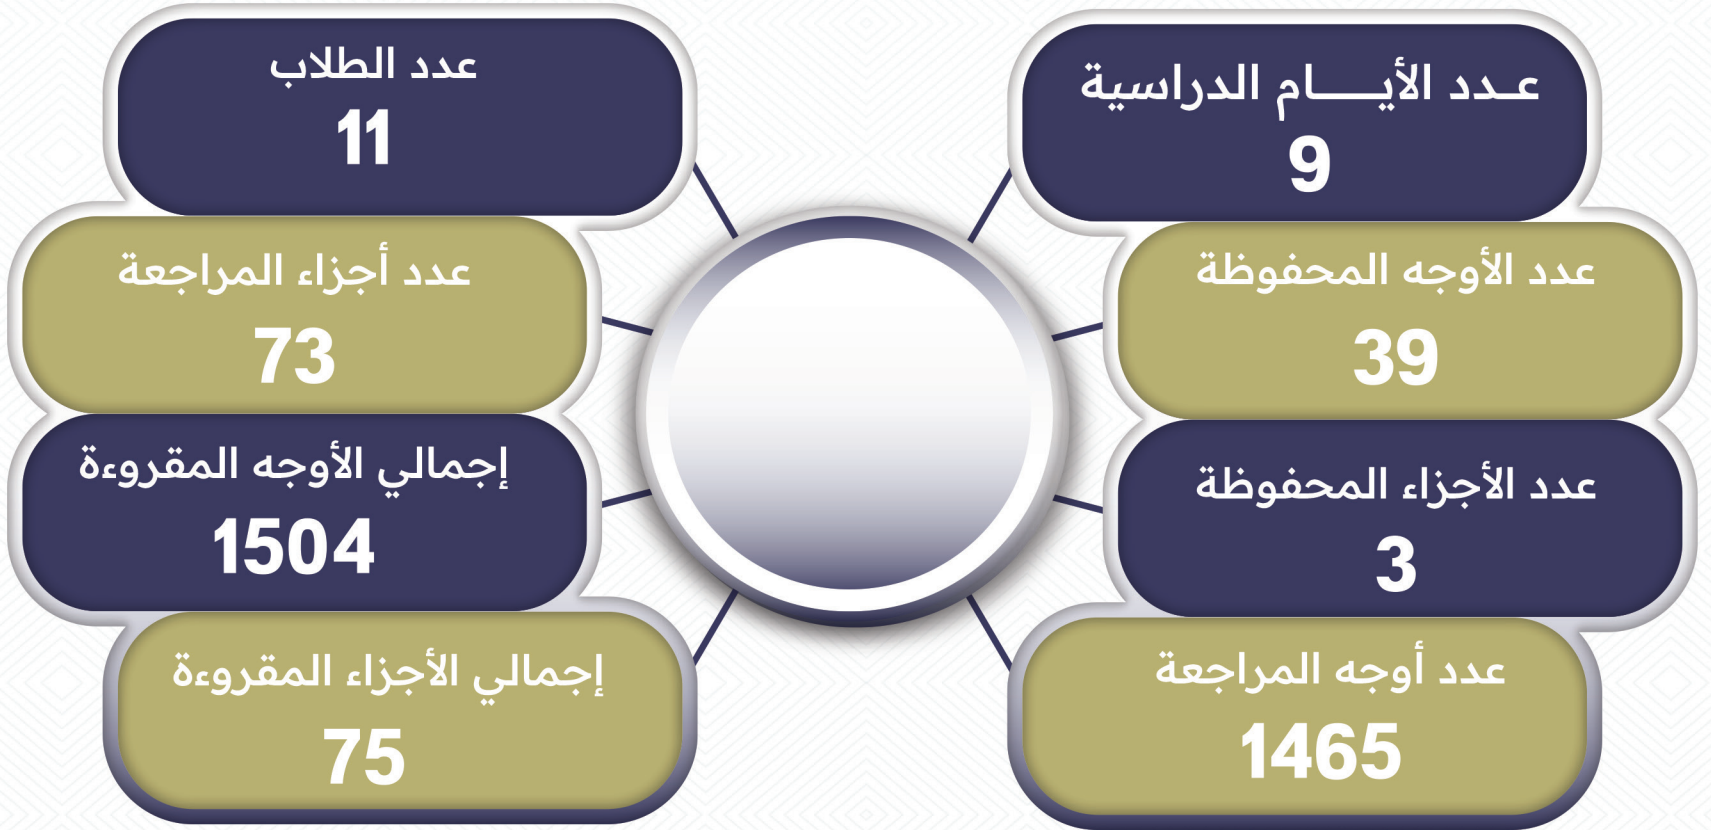 عـدد الأيـــــام الدراسية
9
عدد الأوجه المحفوظة
39
عدد الأجزاء المحفوظة
3
عدد أوجه المراجعة
1465
عدد الطلاب
11
عدد أجزاء المراجعة
73
إجمالي الأوجه المقروءة
1504
إجمالي الأجزاء المقروءة
75